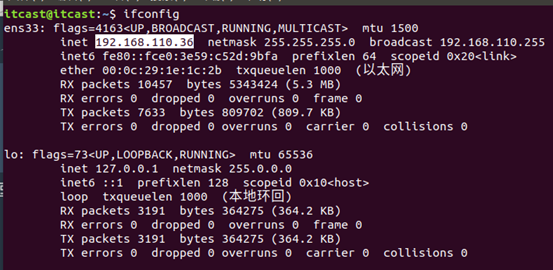 itcast@itcast:~$ ifconfig
ens33: flags=4163<UP,BROADCAST,RUNNING,MULTICAST>  mtu 1500
        inet 192.168.110.36  netmask 255.255.255.0  broadcast 192.168.110.255
        inet6 fe80::fce0:3e59:c52d:9bfa  prefixlen 64  scopeid 0x20<link>
        ether 00:0c:29:1e:1c:2b  txqueuelen 1000  (以太网)
        RX packets 10457  bytes 5343424 (5.3 MB)
        RX errors 0  dropped 0  overruns 0  frame 0
        TX packets 7633  bytes 809702 (809.7 KB)
        TX errors 0  dropped 0 overruns 0  carrier 0  collisions 0
lo: flags=73<UP,LOOPBACK,RUNNING>  mtu 65536
        inet 127.0.0.1  netmask 255.0.0.0
        inet6 ::1  prefixlen 128  scopeid 0x10<host>
        loop  txqueuelen 1000  (本地环回)
        RX packets 3191  bytes 364275 (364.2 KB)
        RX errors 0  dropped 0  overruns 0  frame 0
        TX packets 3191  bytes 364275 (364.2 KB)
        TX errors 0  dropped 0 overruns 0  carrier 0  collisions 0